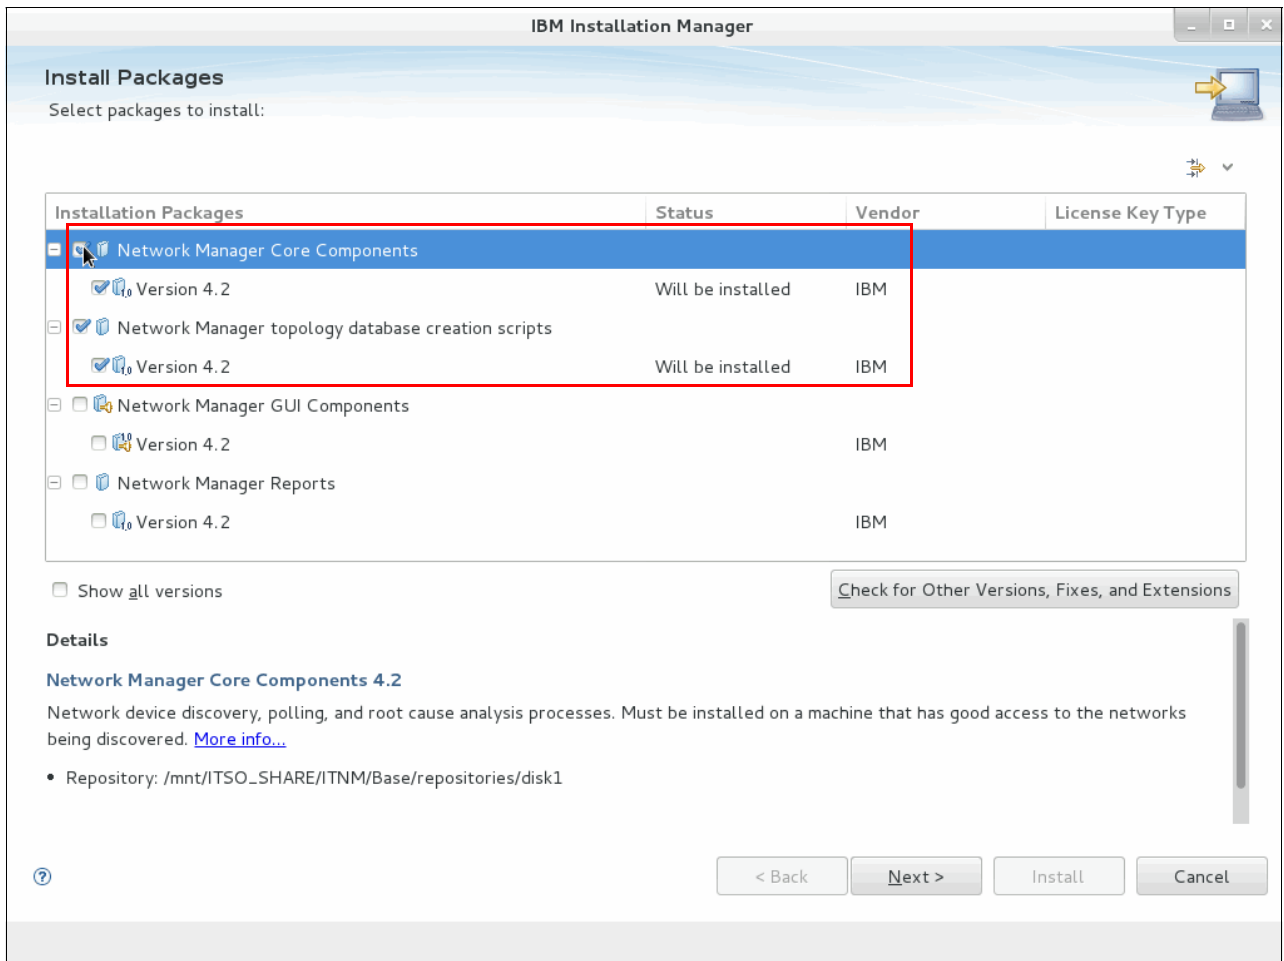 IBM Installation Manager
Install Packages
Select packages to install:
Installation Packages Status Vendor License Key Type
Network Manager Core Components
Version 4.2 Will be installed IBM
Network Manager topology database creation scripts
Version 4.2 Will be installed IBM
Network Manager GUI Components
Version 4.2 IBM
Network Manager Reports
Version 4.2 IBM
Show all versions Check for Other Versions, Fixes, and Extensions
Details
Network Manager Core Components 4.2
Network device discovery, polling, and root cause analysis processes. Must be installed on a machine that has good access to the networks
being discovered. More info...
• Repository: /mnt/ITSO_SHARE/ITNM/Base/repositories/disk1
? < Back Next > Install Cancel